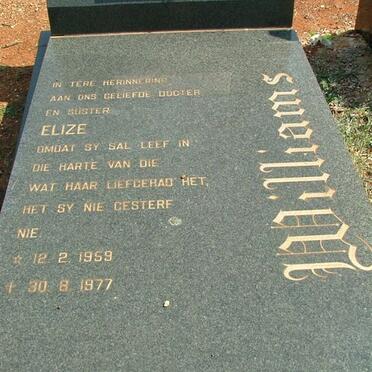 IN TERE HERINNERING
AAN ONS GELIEFDE DOGTER
EN SUSTER
ELIZE
OMDAT SY SAL LEEF IN
DIE HARTE VAN DIE
WAT HAAR LIEFGEHAD HET,
HET SY NIE GESTERF
NIE.
☆ 12. 2. 1959
† 30. 8. 1977
Williams